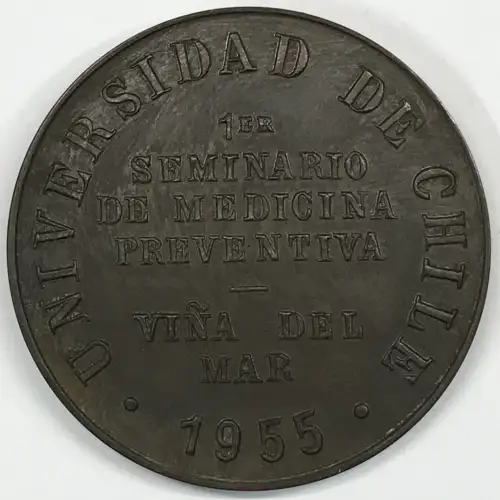 UNIVERSIDAD DE CHILE
1ER
SEMINARIO
DE MEDICINA
PREVENTIVA
—
VIÑA DEL
MAR
· 1955 ·